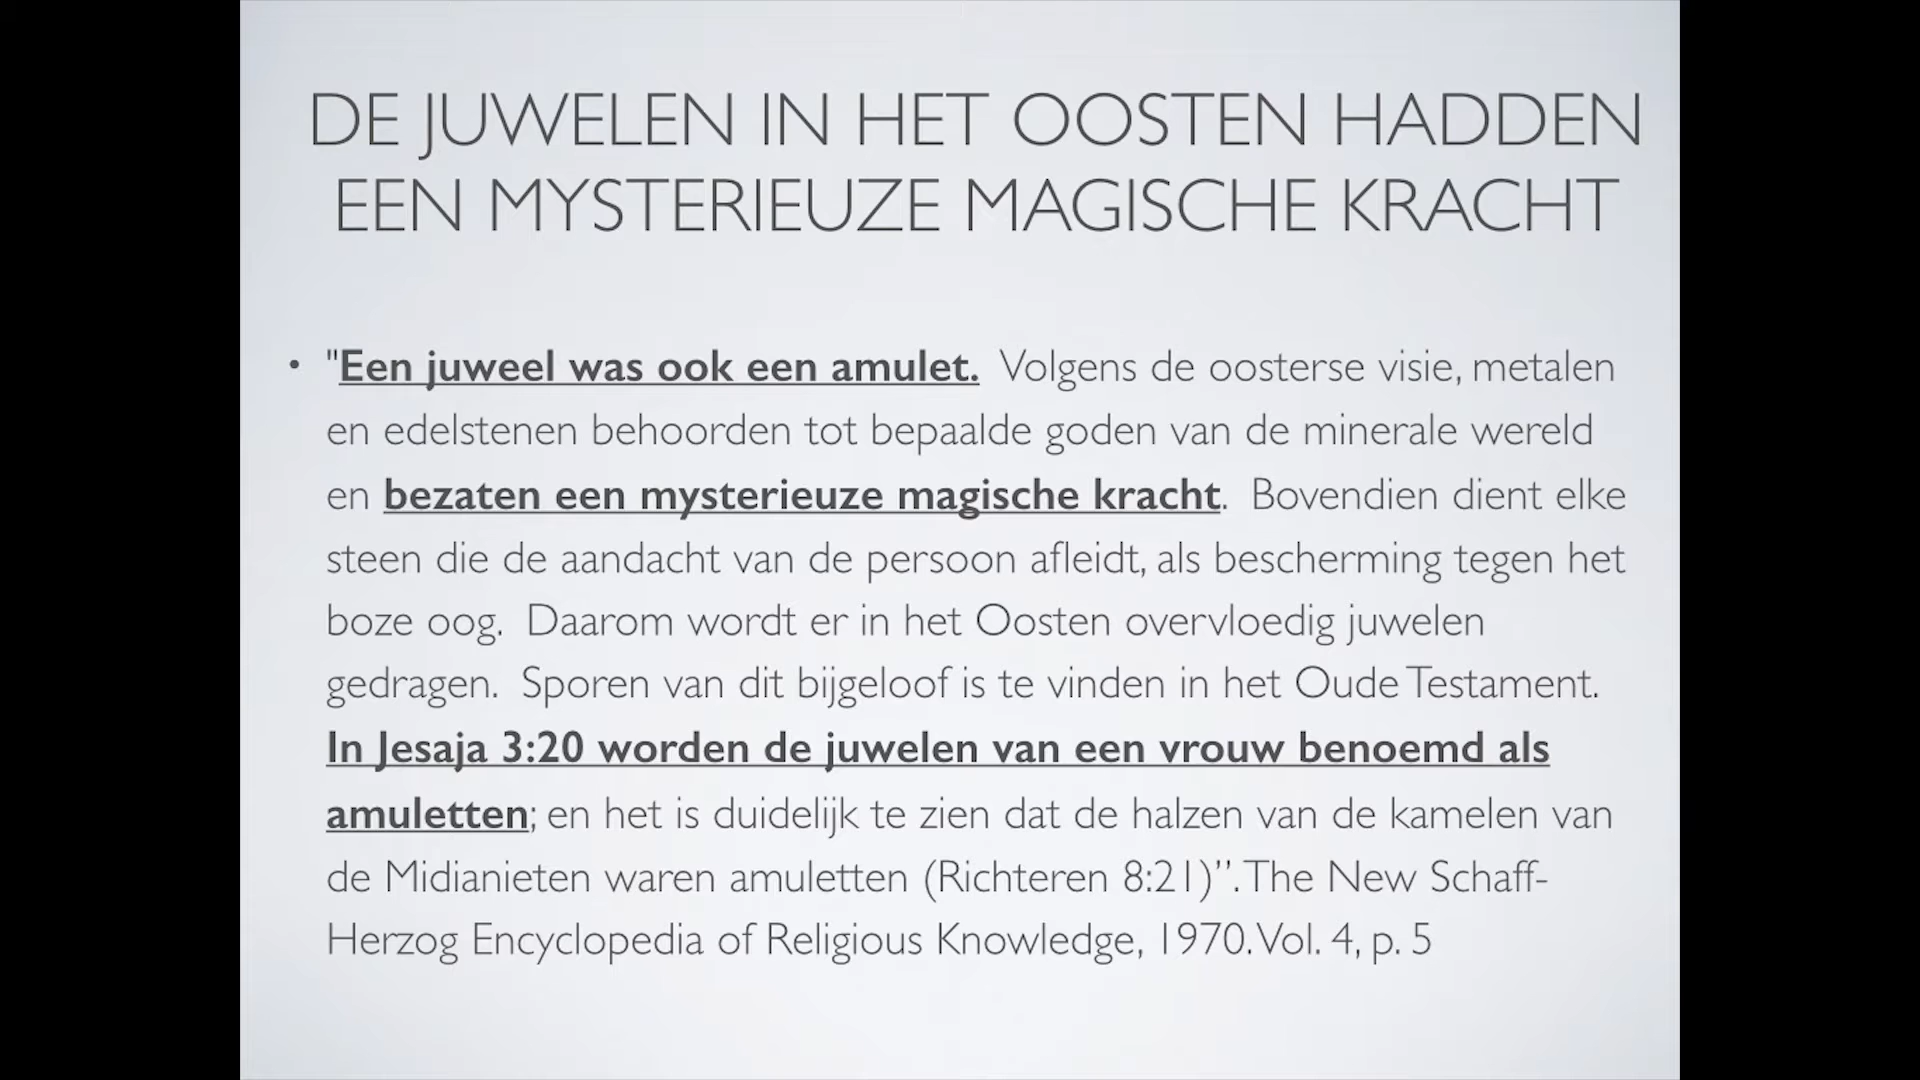 DE JUWELEN IN HET OOSTEN HADDEN
EEN MYSTERIEUZE MAGISCHE KRACHT
• "Een juweel was ook een amulet. Volgens de oosterse visie, metalen
en edelstenen behoorden tot bepaalde goden van de minerale wereld
en bezaten een mysterieuze magische kracht. Bovendien dient elke
steen die de aandacht van de persoon afleidt, als bescherming tegen het
boze oog. Daarom wordt er in het Oosten overvloedig juwelen
gedragen. Sporen van dit bijgeloof is te vinden in het Oude Testament.
In Jesaja 3:20 worden de juwelen van een vrouw benoemd als
amuletten; en het is duidelijk te zien dat de halzen van de kamelen van
de Midianieten waren amuletten (Richteren 8:21)”. The New Schaff-
Herzog Encyclopedia of Religious Knowledge, 1970. Vol. 4, p. 5